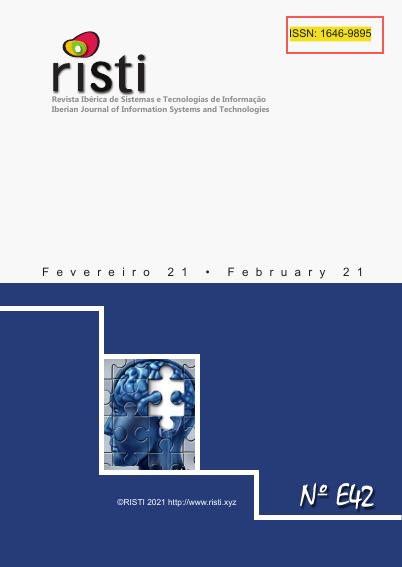 ISSN: 1646-9895
risti
Revista Ibérica de Sistemas e Tecnologias de Informação
Iberian Journal of Information Systems and Technologies
Fevereiro 21 • February 21
©RISTI 2021 http://www.risti.xyz
Nº E42